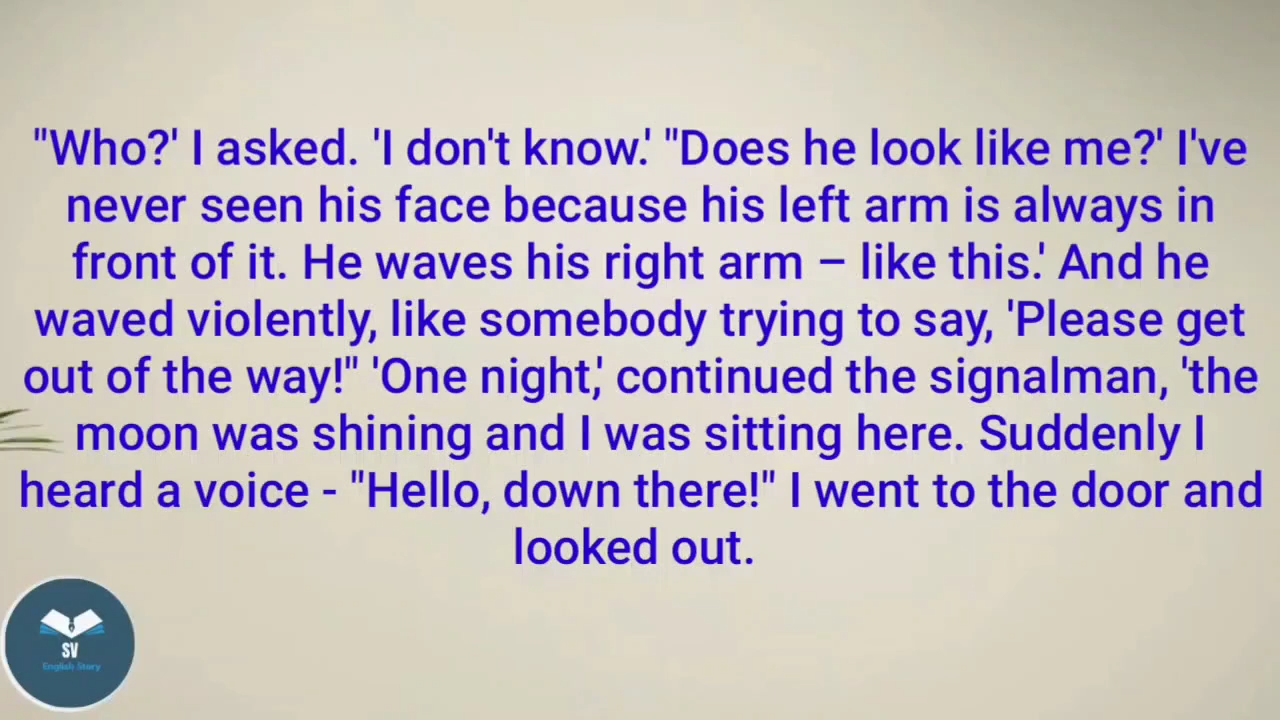 "Who?' I asked. 'I don't know.' "Does he look like me?' I've
never seen his face because his left arm is always in
front of it. He waves his right arm – like this.' And he
waved violently, like somebody trying to say, 'Please get
out of the way!" 'One night,' continued the signalman, 'the
moon was shining and I was sitting here. Suddenly I
heard a voice - "Hello, down there!" I went to the door and
looked out.
SV
English Story